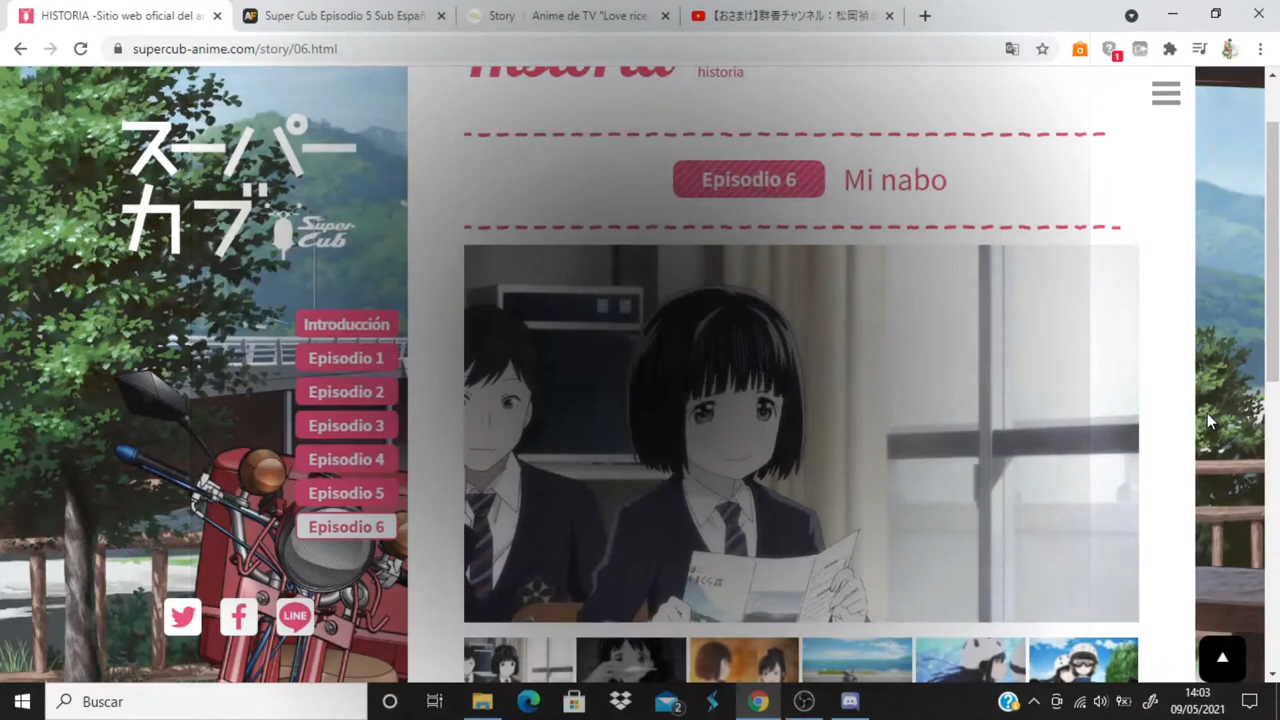 HISTORIA -Sitio web oficial del a
Super Cub Episodio 5 Sub Españ
Story | Anime de TV "Love rice
【おさまけ】群青チャンネル：松岡禎
supercub-anime.com/story/06.html
1
historia
historia
スーパー
カブ
Super
Cub
Episodio 6
Mi nabo
Introducción
Episodio 1
Episodio 2
Episodio 3
Episodio 4
Episodio 5
Episodio 6
LINE
Buscar
2
14:03
09/05/2021